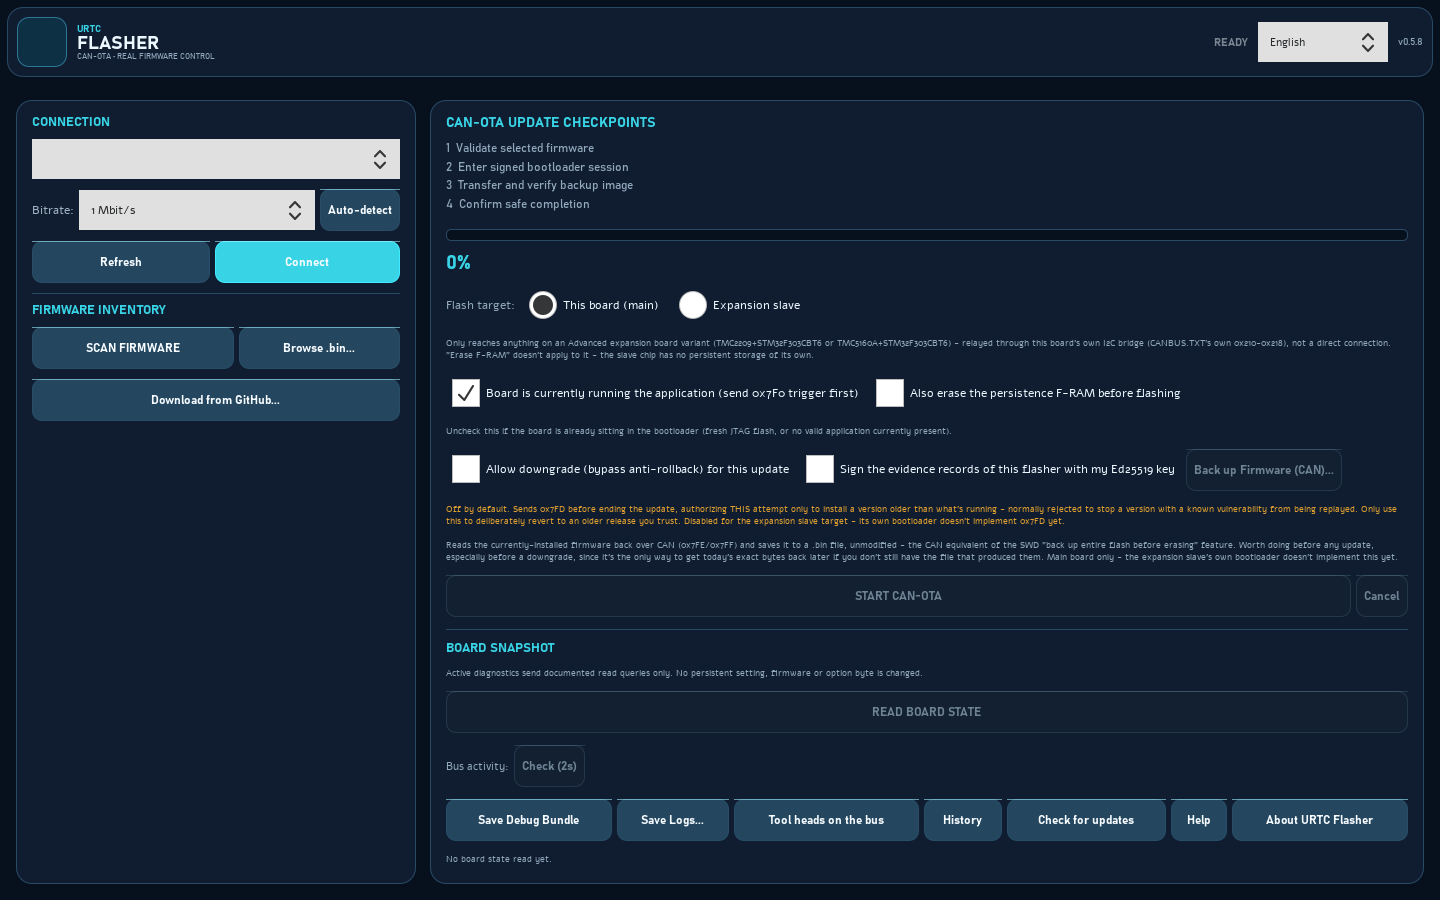 URTC
FLASHER
CAN-OTA · REAL FIRMWARE CONTROL
READY
English
v0.5.8
CONNECTION
Bitrate:
1 Mbit/s
Auto-detect
Refresh
Connect
FIRMWARE INVENTORY
SCAN FIRMWARE
Browse .bin...
Download from GitHub...
CAN-OTA UPDATE CHECKPOINTS
1 Validate selected firmware
2 Enter signed bootloader session
3 Transfer and verify backup image
4 Confirm safe completion
0%
Flash target:
This board (main)
Expansion slave
Only reaches anything on an Advanced expansion board variant (TMC2209+STM32F303CBT6 or TMC5160A+STM32F303CBT6) - relayed through this board's own I2C bridge (CANBUS.TXT's own 0x210-0x218), not a direct connection.
"Erase F-RAM" doesn't apply to it - the slave chip has no persistent storage of its own.
Board is currently running the application (send 0x7F0 trigger first)
Also erase the persistence F-RAM before flashing
Uncheck this if the board is already sitting in the bootloader (fresh JTAG flash, or no valid application currently present).
Allow downgrade (bypass anti-rollback) for this update
Sign the evidence records of this flasher with my Ed25519 key
Back up Firmware (CAN)...
Off by default. Sends 0x7FD before ending the update, authorizing THIS attempt only to install a version older than what's running - normally rejected to stop a version with a known vulnerability from being replayed. Only use
this to deliberately revert to an older release you trust. Disabled for the expansion slave target - its own bootloader doesn't implement 0x7FD yet.
Reads the currently-installed firmware back over CAN (0x7FE/0x7FF) and saves it to a .bin file, unmodified - the CAN equivalent of the SWD "back up entire flash before erasing" feature. Worth doing before any update,
especially before a downgrade, since it's the only way to get today's exact bytes back later if you don't still have the file that produced them. Main board only - the expansion slave's own bootloader doesn't implement this yet.
START CAN-OTA
Cancel
BOARD SNAPSHOT
Active diagnostics send documented read queries only. No persistent setting, firmware or option byte is changed.
READ BOARD STATE
Bus activity:
Check (2s)
Save Debug Bundle
Save Logs...
Tool heads on the bus
History
Check for updates
Help
About URTC Flasher
No board state read yet.